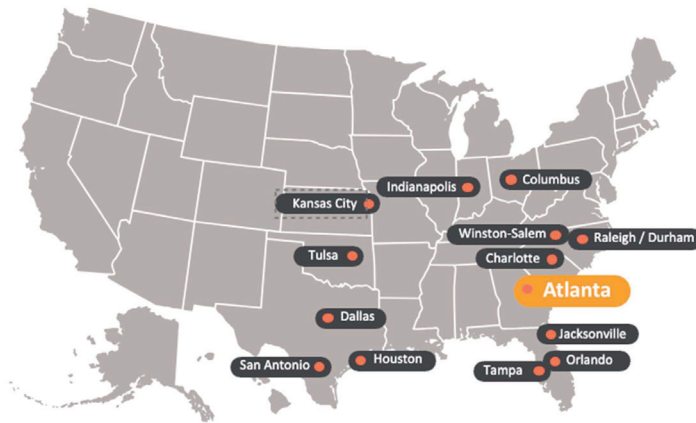 Columbus
Indianapolis
Kansas City
Winston-Salem
Raleigh / Durham
Tulsa
Charlotte
Atlanta
Dallas
Jacksonville
San Antonio
Houston
Orlando
Tampa